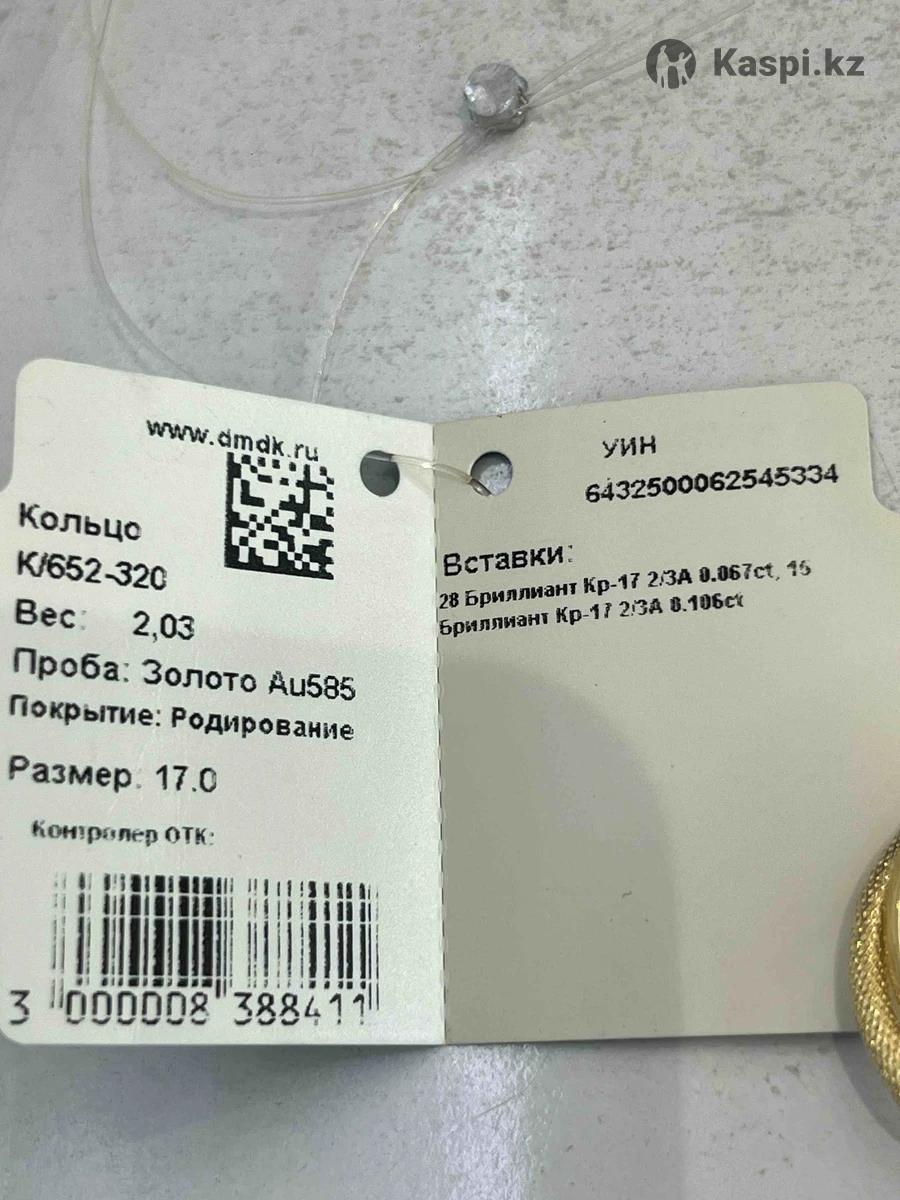 Kaspi.kz
www.dmdk.ru
Кольцо
К/652-320
Вес: 2,03
Проба: Золото Au585
Покрытие: Родирование
Размер: 17.0
Контролер ОТК:
3 000008 388411
УИН
6432500062545334
Вставки:
28 Бриллиант Кр-17 2/3А 0.067ct, 16
Бриллиант Кр-17 2/3А 0.106ct